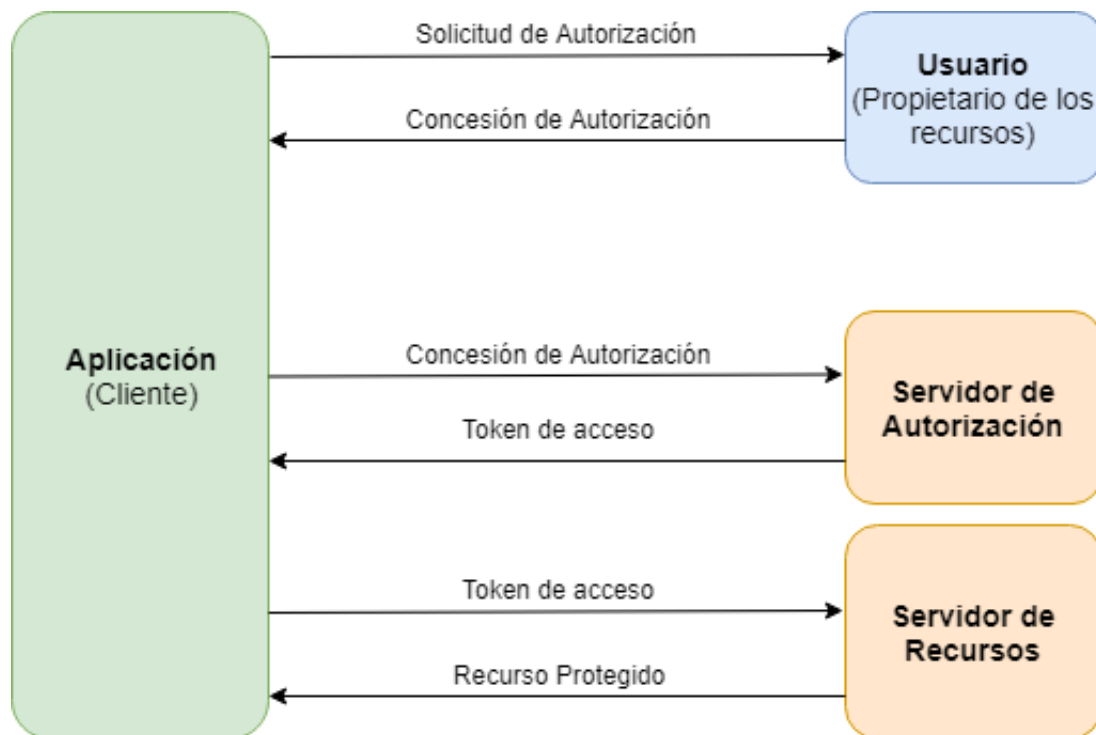 Solicitud de Autorización
Usuario
(Propietario de los
recursos)
Concesión de Autorización
Aplicación
(Cliente)
Concesión de Autorización
Servidor de
Autorización
Token de acceso
Token de acceso
Servidor de
Recursos
Recurso Protegido